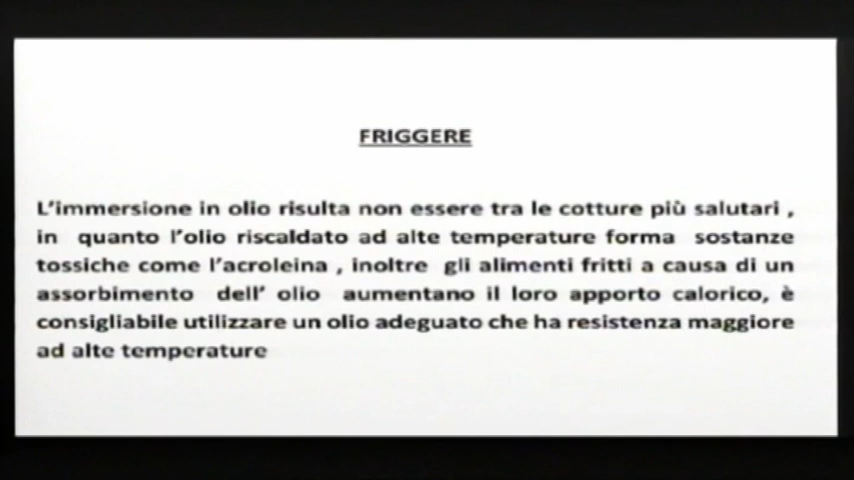 FRIGGERE
L'immersione in olio risulta non essere tra le cotture più salutari ,
in quanto l'olio riscaldato ad alte temperature forma sostanze
tossiche come l'acroleina , inoltre gli alimenti fritti a causa di un
assorbimento dell' olio aumentano il loro apporto calorico, è
consigliabile utilizzare un olio adeguato che ha resistenza maggiore
ad alte temperature